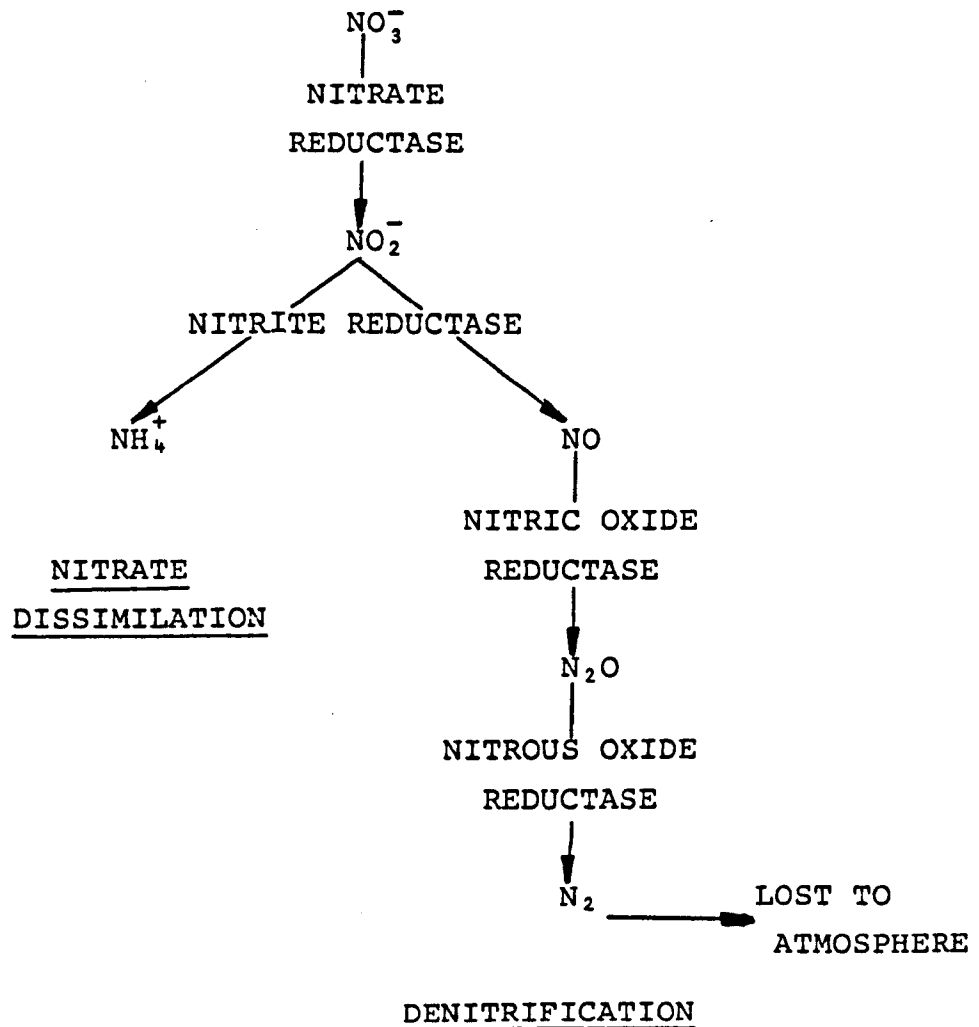 NO₃⁻
NITRATE
REDUCTASE
NO₂⁻
NITRITE REDUCTASE
NH₄⁺
NO
NITRIC OXIDE
REDUCTASE
NITRATE
DISSIMILATION
N₂O
NITROUS OXIDE
REDUCTASE
N₂
LOST TO
ATMOSPHERE
DENITRIFICATION